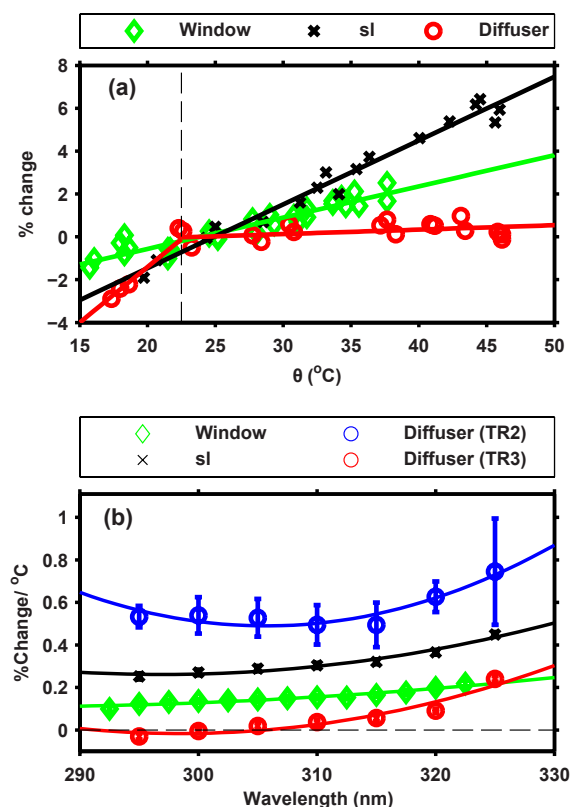 Window sl Diffuser
(a)
% change
8
6
4
2
0
−2
−4
15 20 25 30 35 40 45 50
θ (°C)
Window Diffuser (TR2)
sl Diffuser (TR3)
(b)
%Change/ °C
1
0.8
0.6
0.4
0.2
0
290 300 310 320 330
Wavelength (nm)